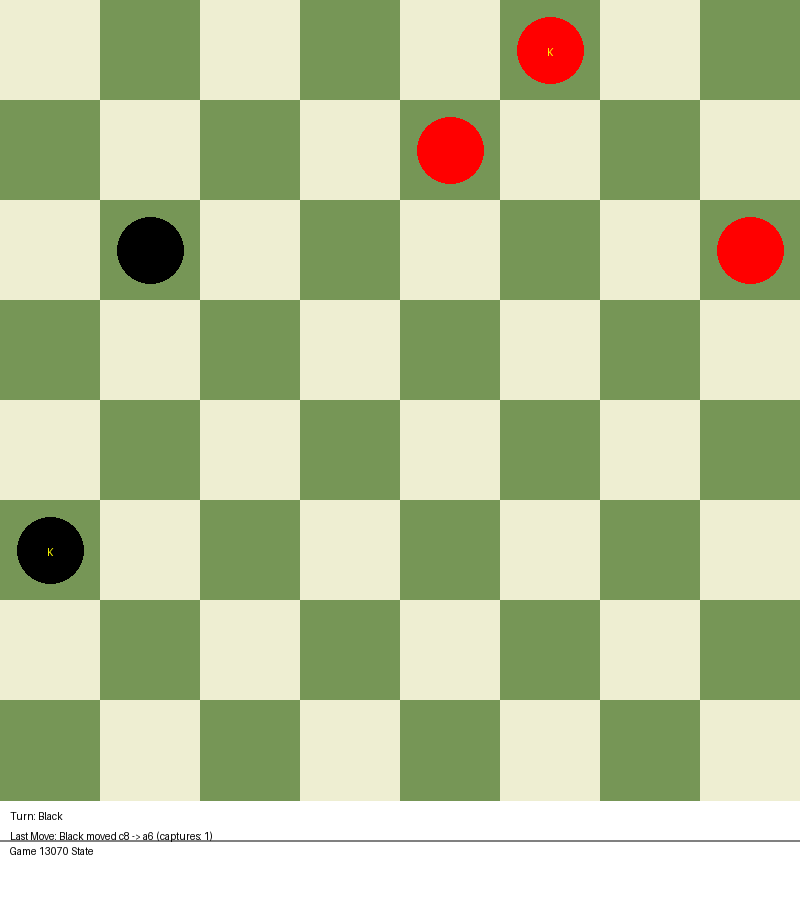 K
K
Turn: Black
Last Move: Black moved c8 -> a6 (captures: 1)
Game 13070 State